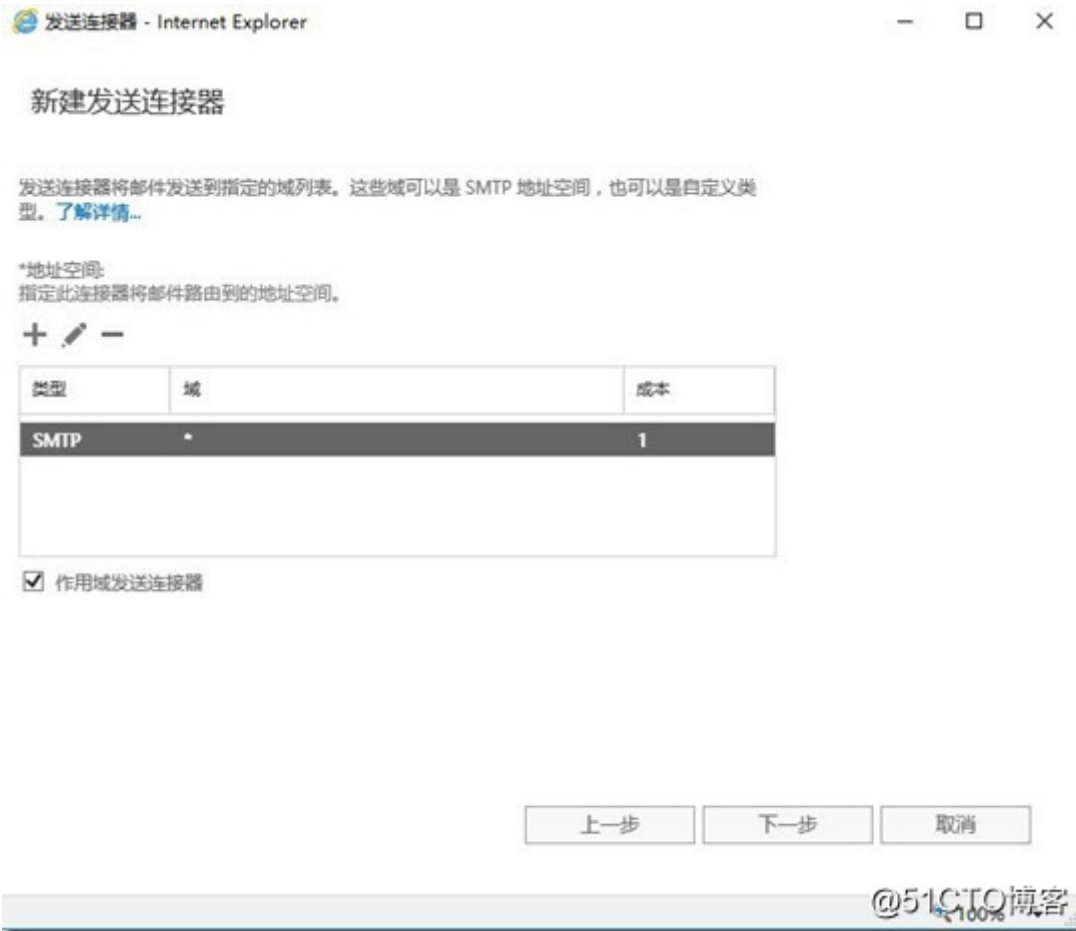 发送连接器 - Internet Explorer
新建发送连接器
发送连接器将邮件发送到指定的域列表。这些域可以是 SMTP 地址空间，也可以是自定义类
型。了解详情...
*地址空间:
指定此连接器将邮件路由到的地址空间。
类型 域 成本
SMTP * 1
作用域发送连接器
上一步 下一步 取消
@51CTO博客
100%